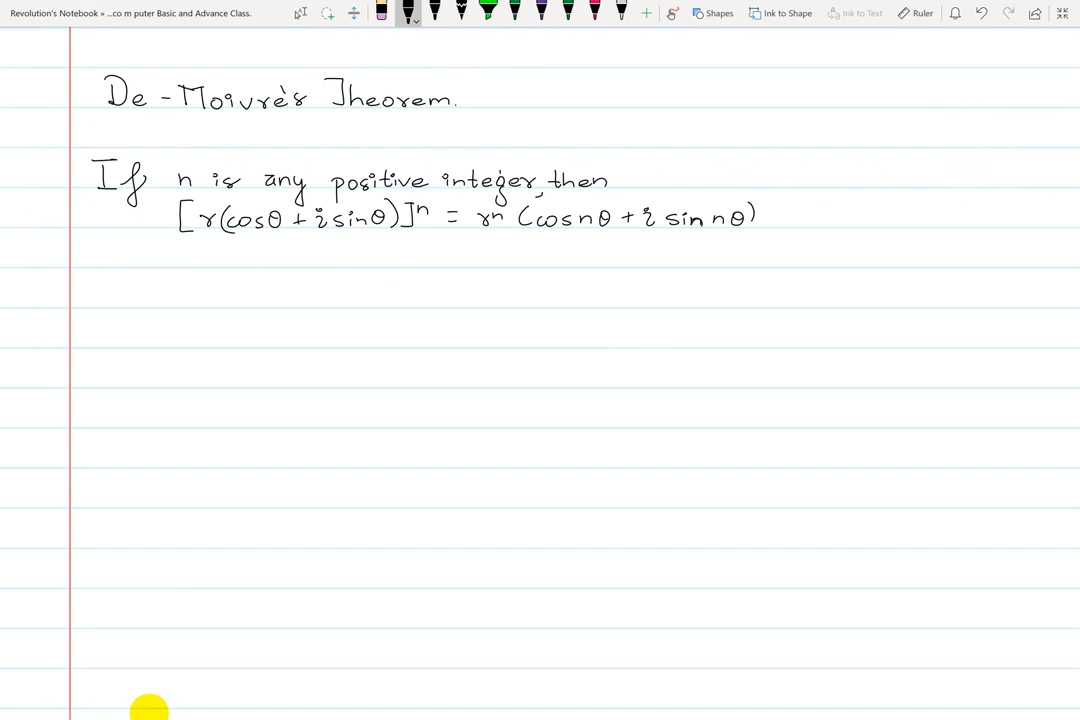 Revolution's Notebook » ...co m puter Basic and Advance Class.
Shapes Ink to Shape Ink to Text Ruler
De-Moivrè's Theorem.
If n is any positive integer, then
[r(cosθ + i sinθ)]ⁿ = rⁿ (cos nθ + i sin nθ)